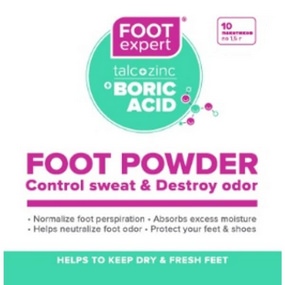 FOOT
expert®
10
пакетиков
по 1,5 г
talc zinc
BORIC
ACID
FOOT POWDER
Control sweat & Destroy odor
• Normalize foot perspiration • Absorbs excess moisture
• Helps neutralize foot odor • Protect your feet & shoes
HELPS TO KEEP DRY & FRESH FEET